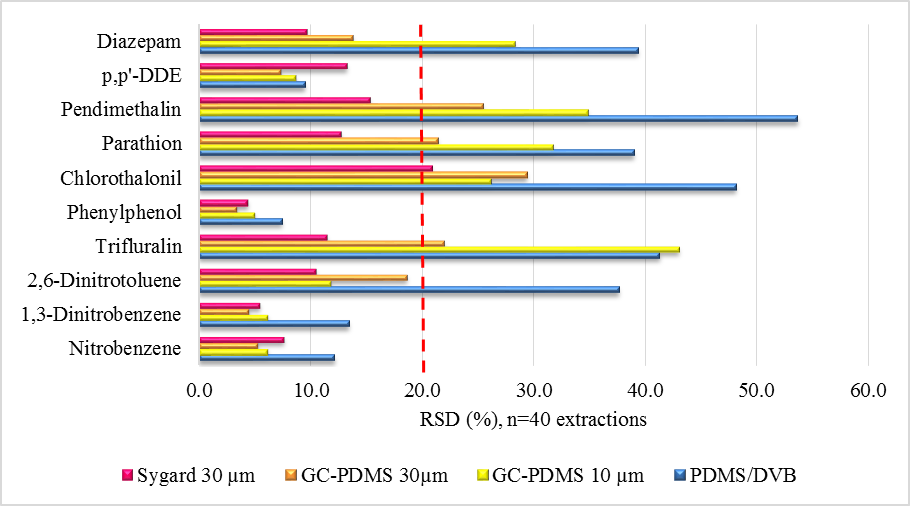 Diazepam
p,p'-DDE
Pendimethalin
Parathion
Chlorothalonil
Phenylphenol
Trifluralin
2,6-Dinitrotoluene
1,3-Dinitrobenzene
Nitrobenzene
0.0 10.0 20.0 30.0 40.0 50.0 60.0
RSD (%), n=40 extractions
Sygard 30 µm GC-PDMS 30µm GC-PDMS 10 µm PDMS/DVB